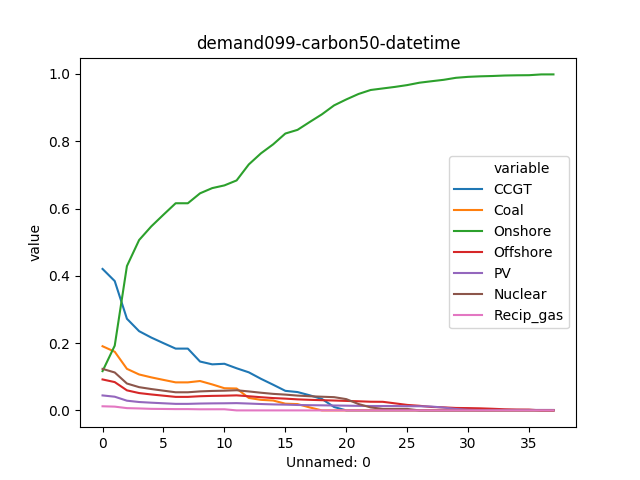 demand099-carbon50-datetime
1.0
0.8
0.6
0.4
0.2
0.0
value
variable
CCGT
Coal
Onshore
Offshore
PV
Nuclear
Recip_gas
0 5 10 15 20 25 30 35
Unnamed: 0